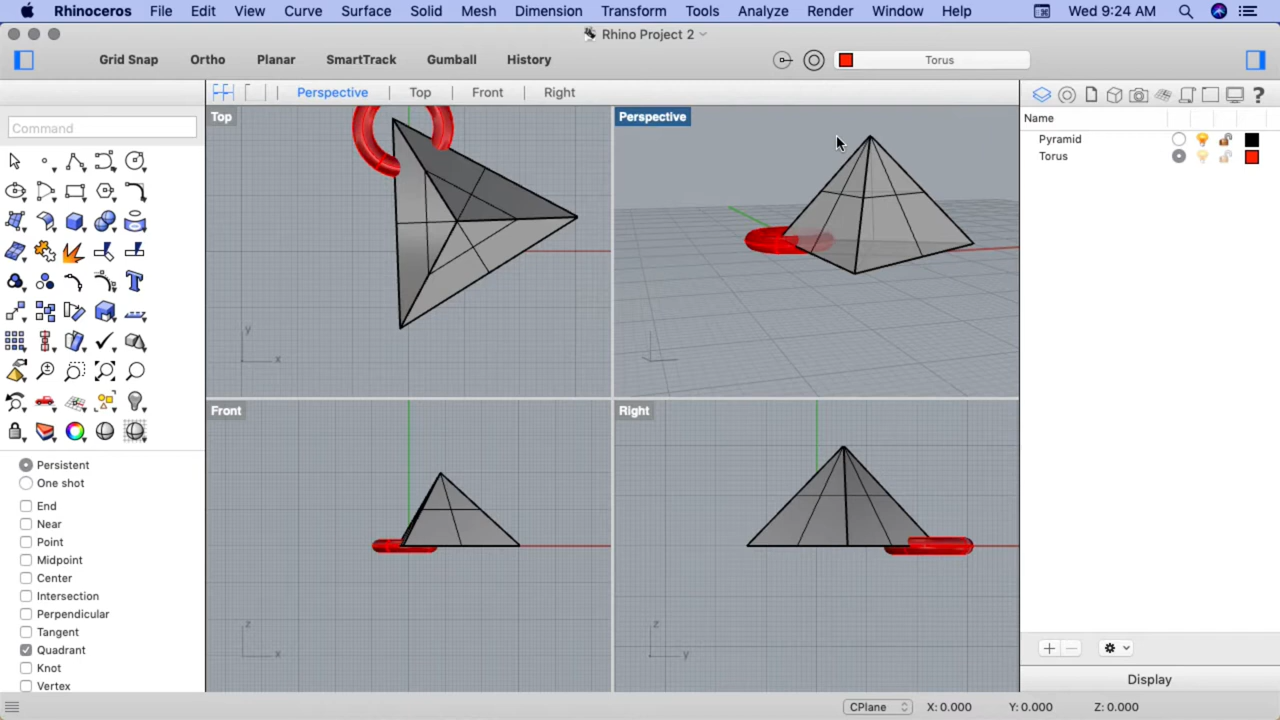 Rhinoceros File Edit View Curve Surface Solid Mesh Dimension Transform Tools Analyze Render Window Help Wed 9:24 AM
Rhino Project 2
Grid Snap Ortho Planar SmartTrack Gumball History Torus
Perspective Top Front Right
Command
Top
Perspective
Front
Right
y
x
z
x
z
y
Persistent
One shot
End
Near
Point
Midpoint
Center
Intersection
Perpendicular
Tangent
Quadrant
Knot
Vertex
Name
Pyramid
Torus
Display
CPlane X: 0.000 Y: 0.000 Z: 0.000